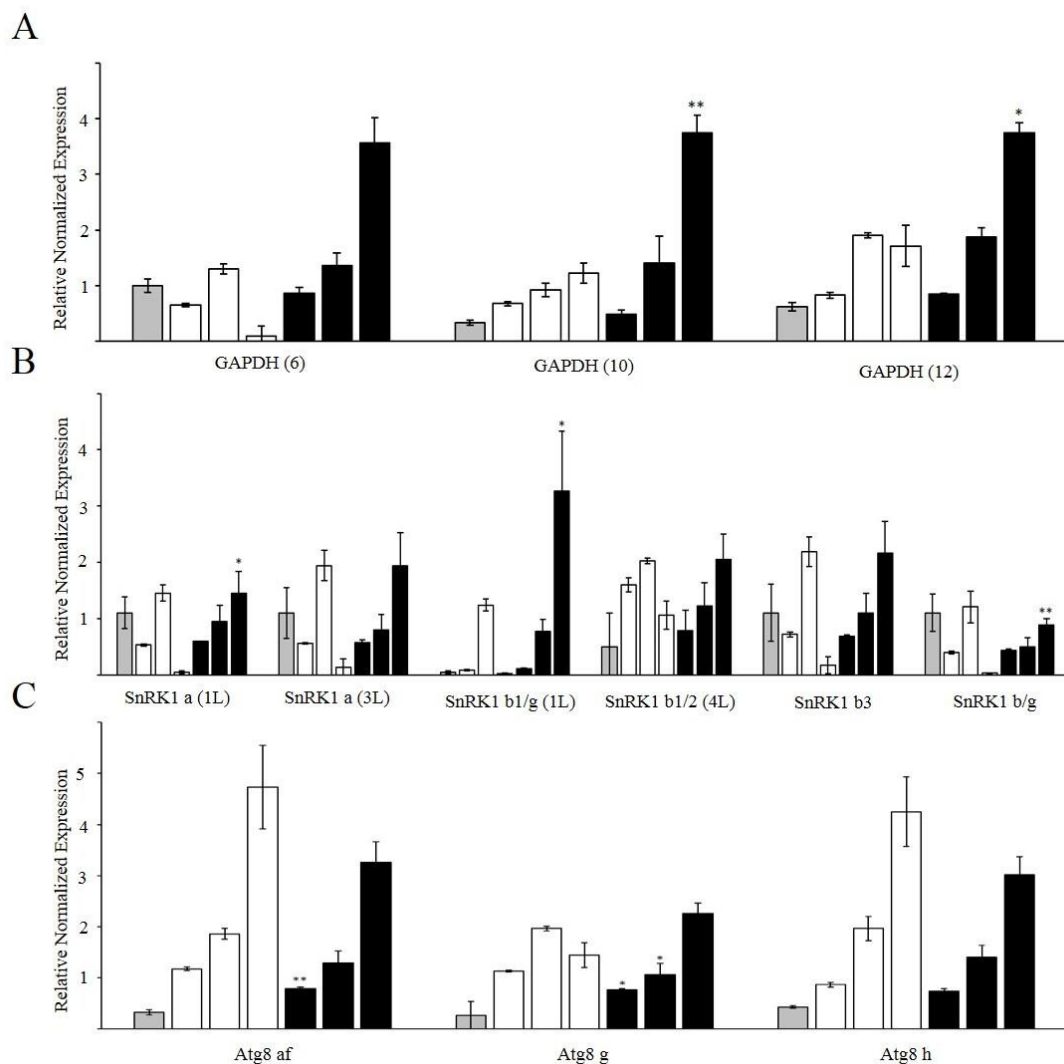 A
Relative Normalized Expression
4
3
2
1
**
*
GAPDH (6) GAPDH (10) GAPDH (12)
B
Relative Normalized Expression
4
3
2
1
*
*
**
SnRK1 a (1L) SnRK1 a (3L) SnRK1 b1/g (1L) SnRK1 b1/2 (4L) SnRK1 b3 SnRK1 b/g
C
Relative Normalized Expression
5
4
3
2
1
**
*
*
Atg8 af Atg8 g Atg8 h